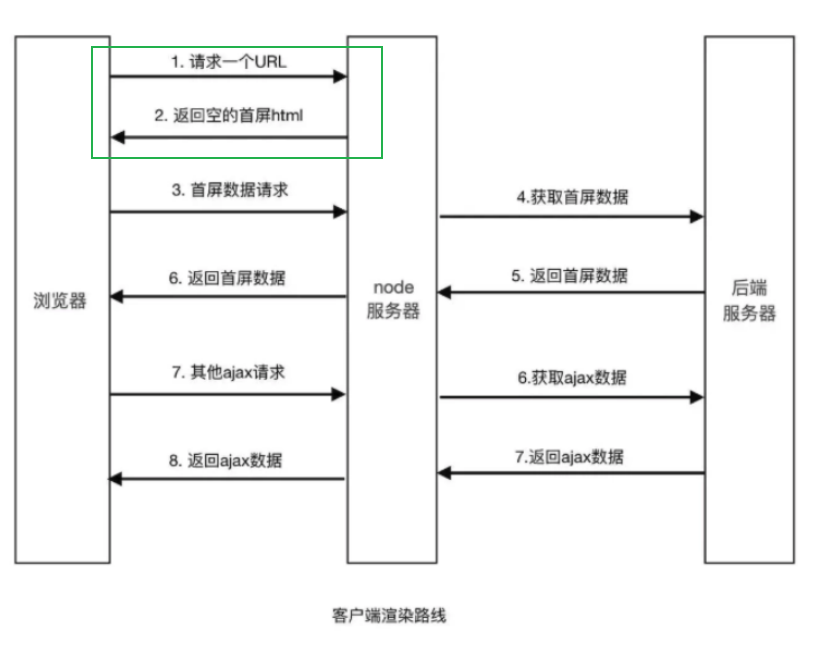 1. 请求一个URL
2. 返回空的首屏html
3. 首屏数据请求
4.获取首屏数据
6. 返回首屏数据
5. 返回首屏数据
浏览器
node
服务器
后端
服务器
7. 其他ajax请求
6.获取ajax数据
8. 返回ajax数据
7.返回ajax数据
客户端渲染路线